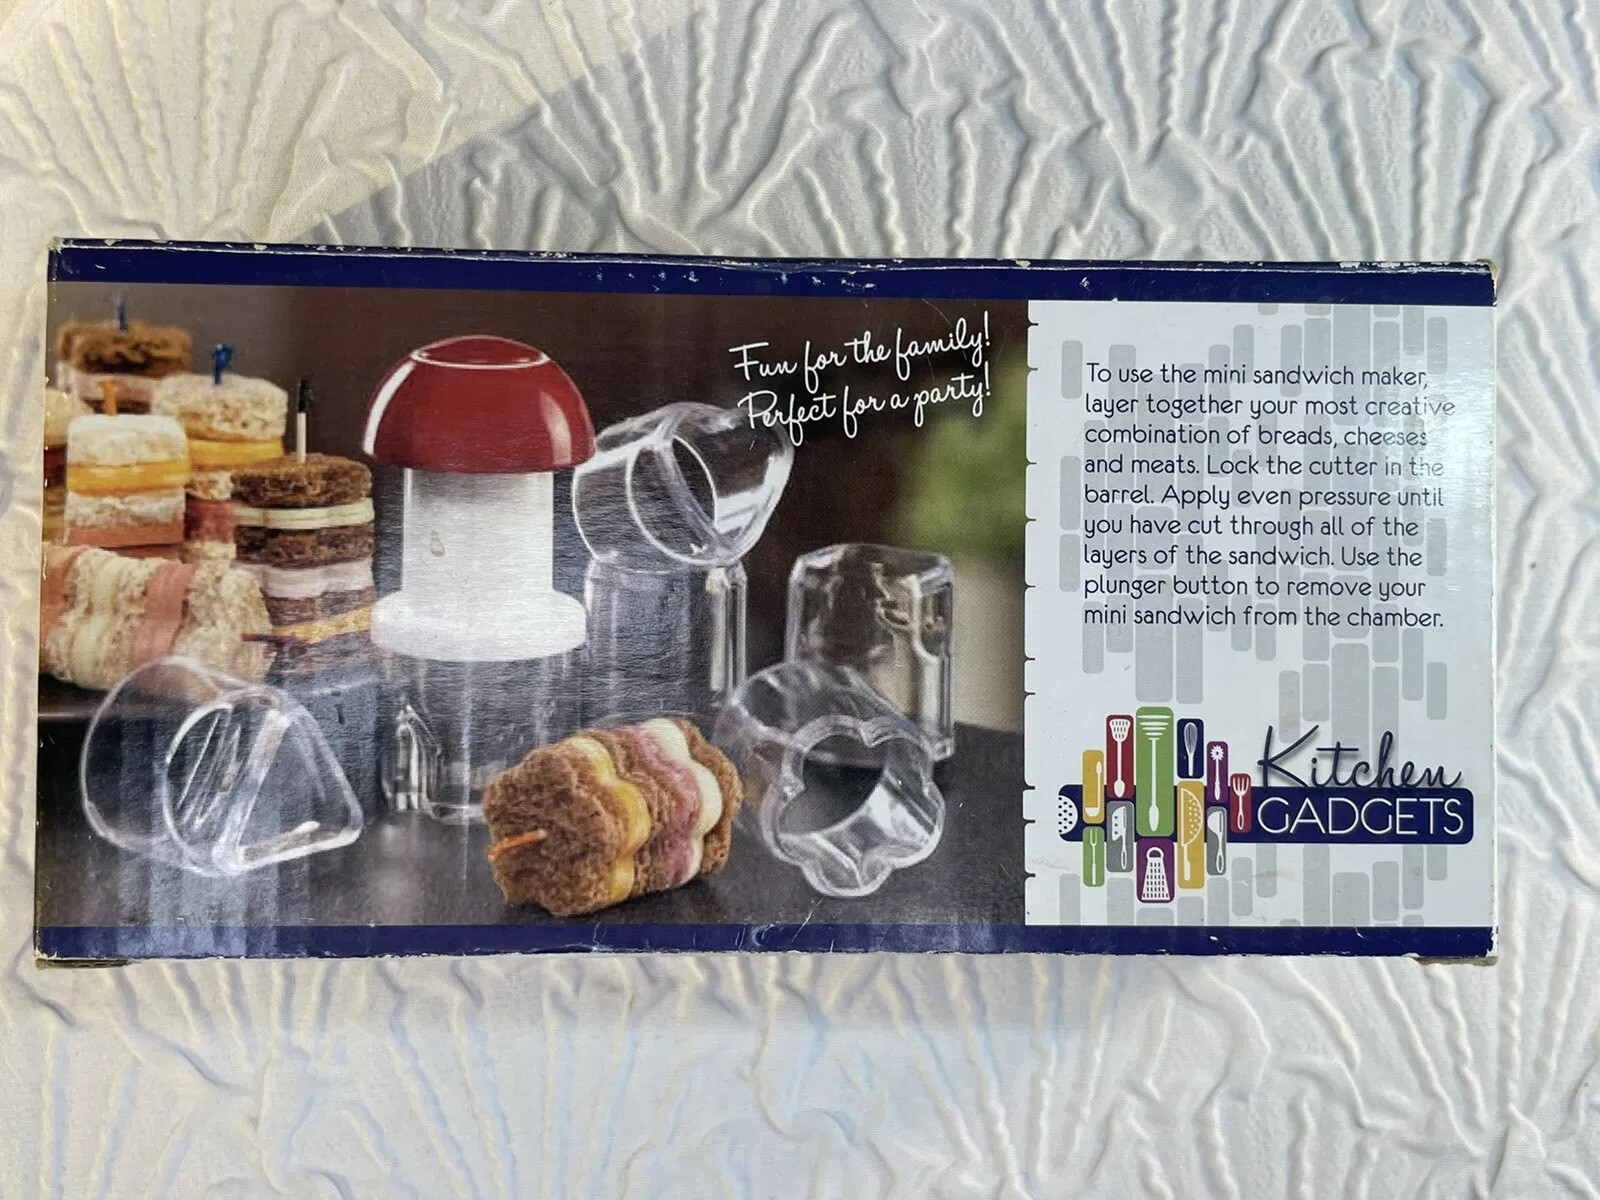 Fun for the family!
Perfect for a party!
To use the mini sandwich maker,
layer together your most creative
combination of breads, cheeses
and meats. Lock the cutter in the
barrel. Apply even pressure until
you have cut through all of the
layers of the sandwich. Use the
plunger button to remove your
mini sandwich from the chamber.
Kitchen
GADGETS